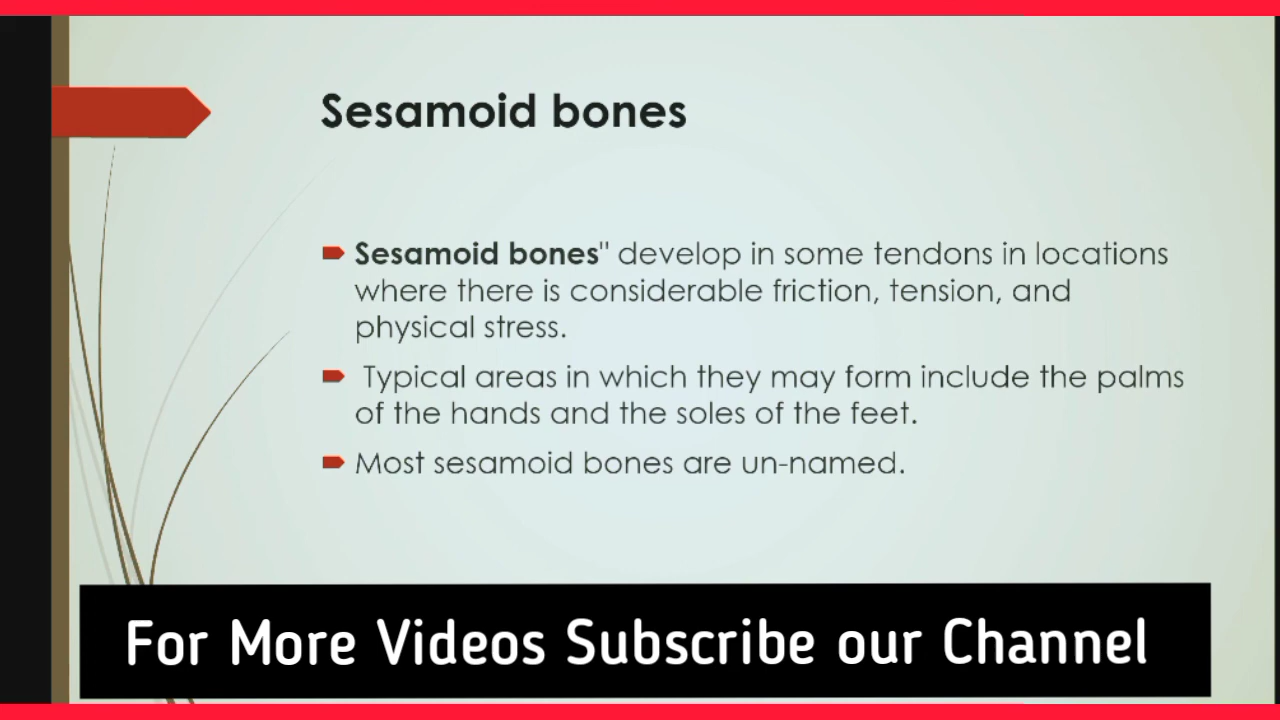 Sesamoid bones
Sesamoid bones" develop in some tendons in locations
where there is considerable friction, tension, and
physical stress.
Typical areas in which they may form include the palms
of the hands and the soles of the feet.
Most sesamoid bones are un-named.
For More Videos Subscribe our Channel